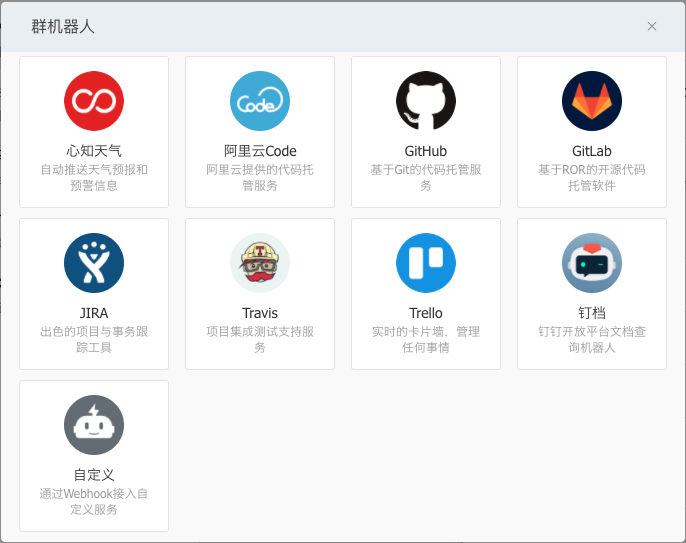 群机器人
心知天气
自动推送天气预报和
预警信息
Code
阿里云Code
阿里云提供的代码托
管服务
GitHub
基于Git的代码托管服
务
GitLab
基于ROR的开源代码
托管软件
JIRA
出色的项目与事务跟
踪工具
T
Travis
项目集成测试支持服
务
Trello
实时的卡片墙，管理
任何事情
钉档
钉钉开放平台文档查
询机器人
自定义
通过Webhook接入自
定义服务